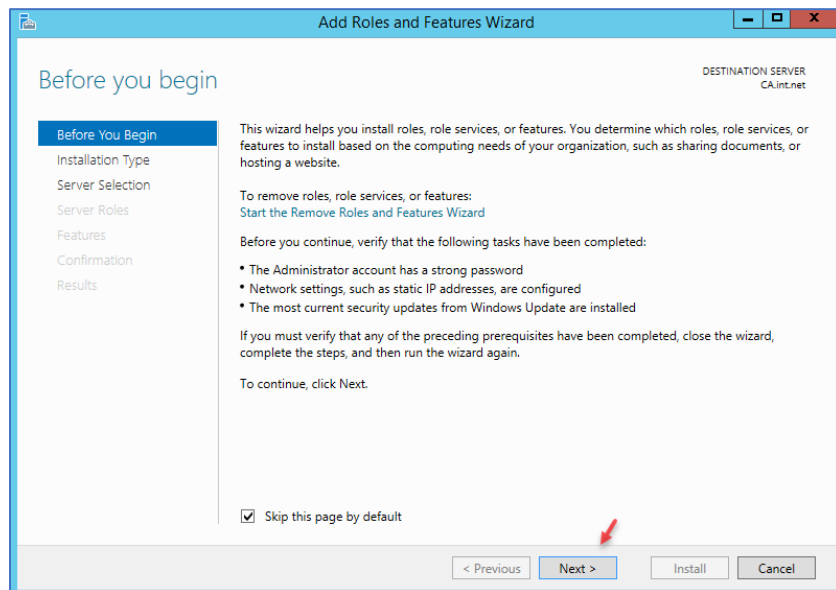 Add Roles and Features Wizard
x
Before you begin
DESTINATION SERVER
CA.int.net
Before You Begin
Installation Type
Server Selection
Server Roles
Features
Confirmation
Results
This wizard helps you install roles, role services, or features. You determine which roles, role services, or
features to install based on the computing needs of your organization, such as sharing documents, or
hosting a website.
To remove roles, role services, or features:
Start the Remove Roles and Features Wizard
Before you continue, verify that the following tasks have been completed:
• The Administrator account has a strong password
• Network settings, such as static IP addresses, are configured
• The most current security updates from Windows Update are installed
If you must verify that any of the preceding prerequisites have been completed, close the wizard,
complete the steps, and then run the wizard again.
To continue, click Next.
Skip this page by default
< Previous
Next >
Install
Cancel